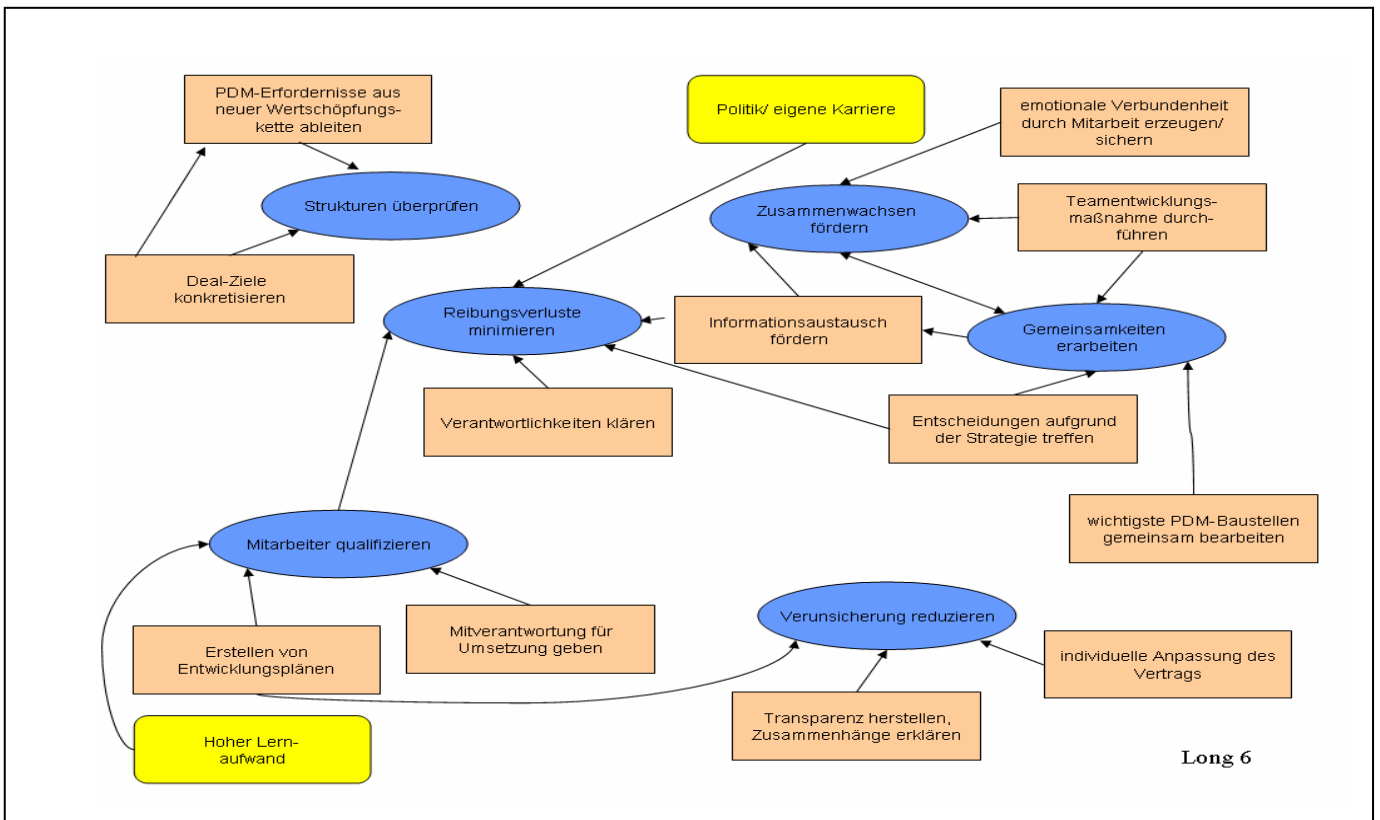 PDM-Erfordernisse aus
neuer Wertschöpfungs-
kette ableiten
Politik/ eigene Karriere
emotionale Verbundenheit
durch Mitarbeit erzeugen/
sichern
Strukturen überprüfen
Zusammenwachsen
fördern
Teamentwicklungs-
maßnahme durch-
führen
Deal-Ziele
konkretisieren
Reibungsverluste
minimieren
Informationsaustausch
fördern
Gemeinsamkeiten
erarbeiten
Verantwortlichkeiten klären
Entscheidungen aufgrund
der Strategie treffen
wichtigste PDM-Baustellen
gemeinsam bearbeiten
Mitarbeiter qualifizieren
Verunsicherung reduzieren
Mitverantwortung für
Umsetzung geben
Erstellen von
Entwicklungsplänen
individuelle Anpassung des
Vertrags
Transparenz herstellen,
Zusammenhänge erklären
Hoher Lern-
aufwand
Long 6